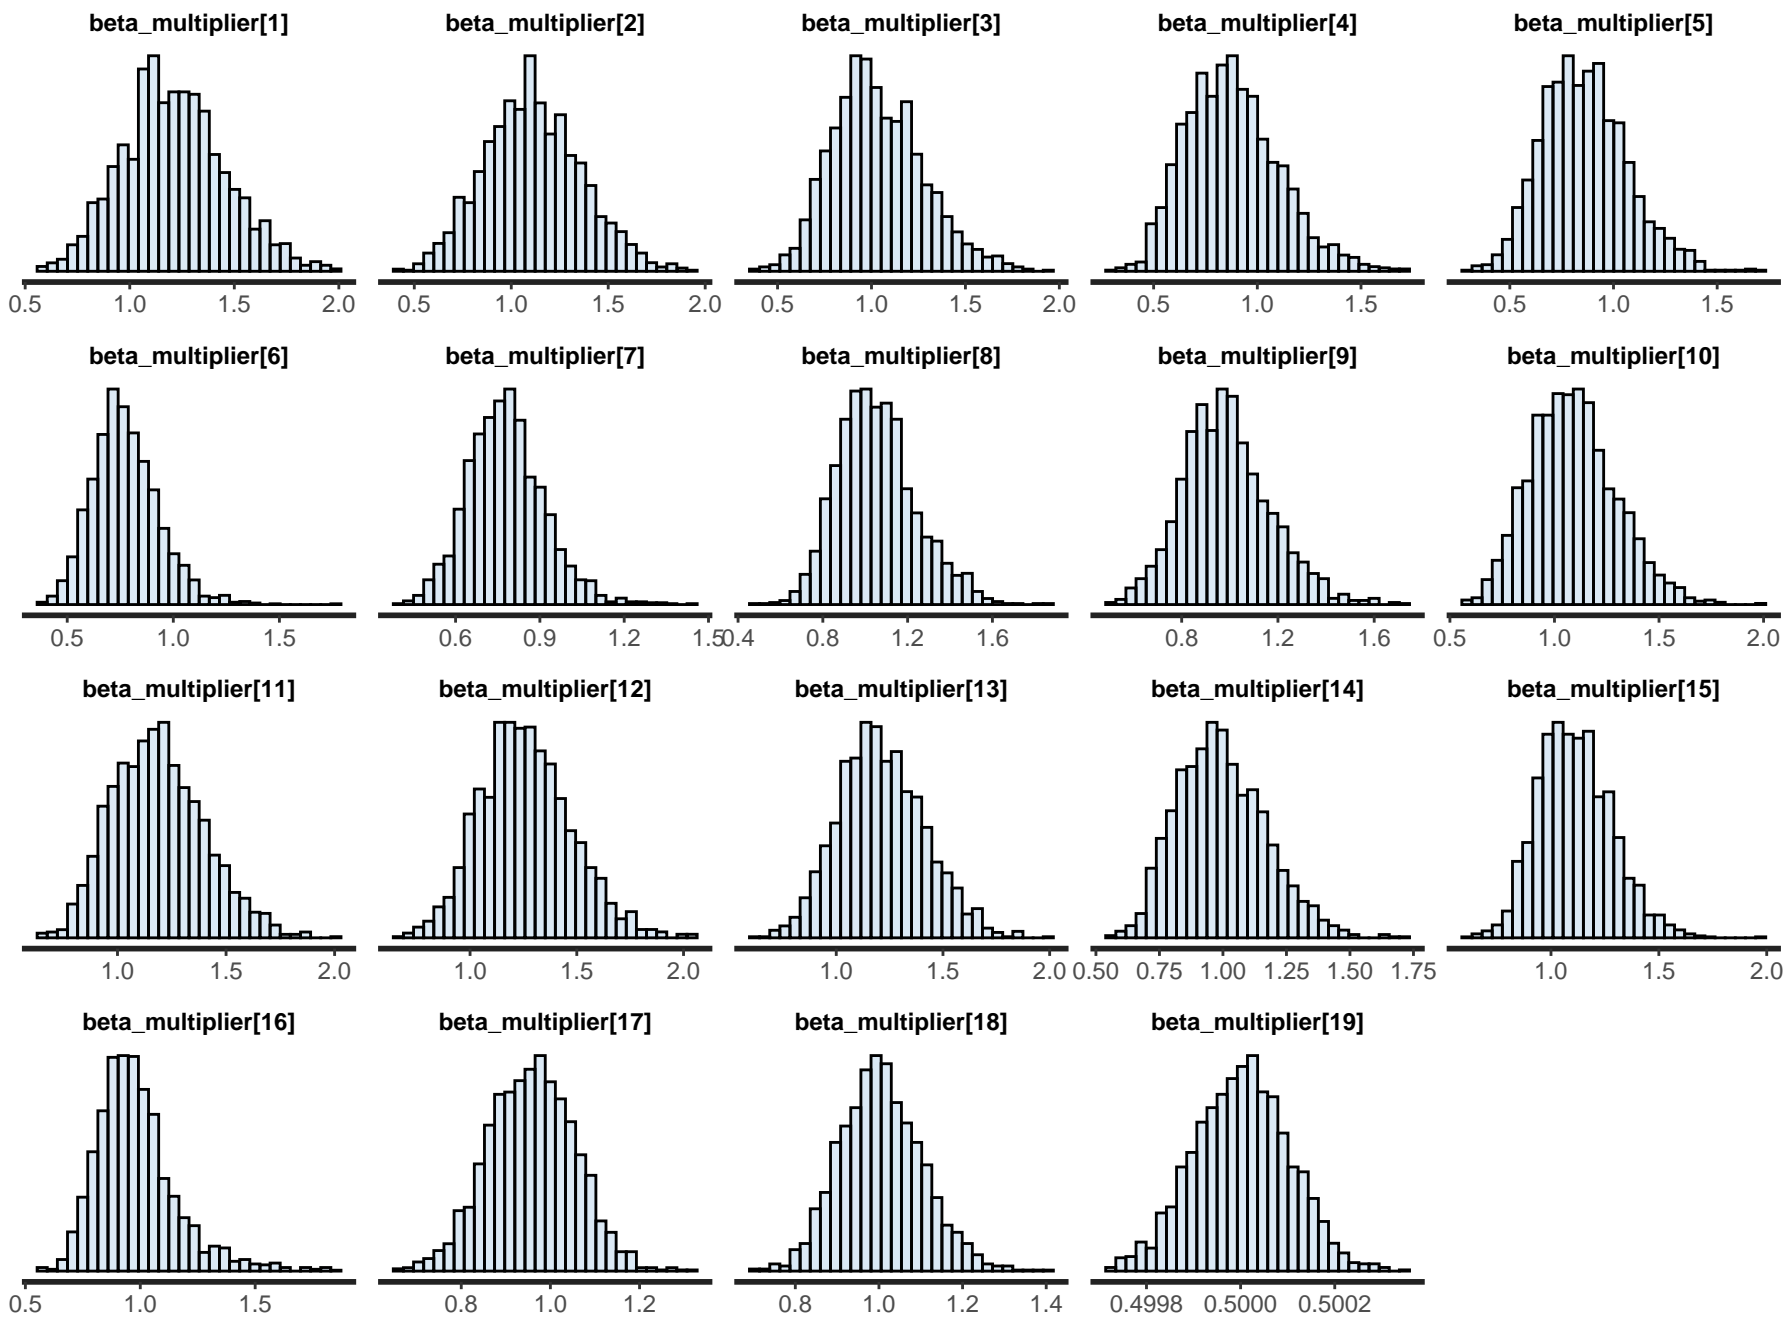 beta_multiplier[1] beta_multiplier[2] beta_multiplier[3] beta_multiplier[4] beta_multiplier[5]
0.5 1.0 1.5 2.0 0.5 1.0 1.5 2.0 0.5 1.0 1.5 2.0 0.5 1.0 1.5 0.5 1.0 1.5
beta_multiplier[6] beta_multiplier[7] beta_multiplier[8] beta_multiplier[9] beta_multiplier[10]
0.5 1.0 1.5 0.6 0.9 1.2 1.5 0.4 0.8 1.2 1.6 0.8 1.2 1.6 0.5 1.0 1.5 2.0
beta_multiplier[11] beta_multiplier[12] beta_multiplier[13] beta_multiplier[14] beta_multiplier[15]
1.0 1.5 2.0 1.0 1.5 2.0 1.0 1.5 2.0 0.50 0.75 1.00 1.25 1.50 1.75 1.0 1.5 2.0
beta_multiplier[16] beta_multiplier[17] beta_multiplier[18] beta_multiplier[19]
0.5 1.0 1.5 0.8 1.0 1.2 0.8 1.0 1.2 1.4 0.4998 0.5000 0.5002